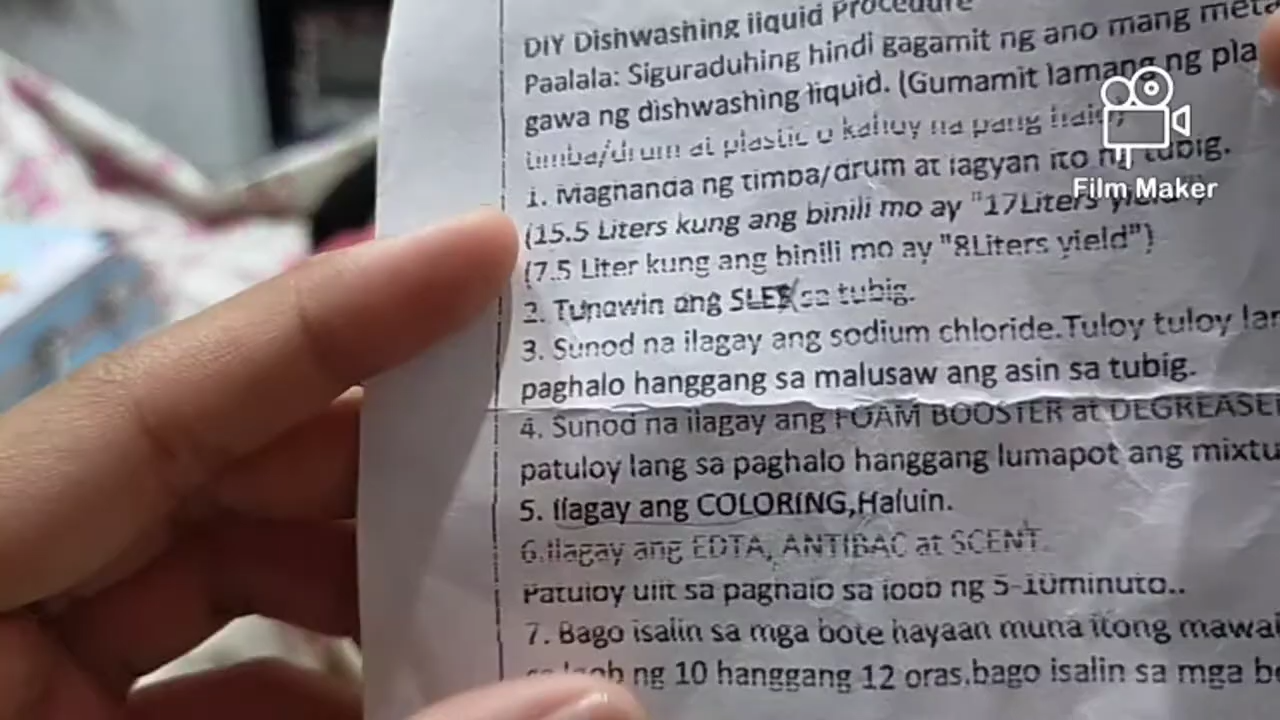 DIY Dishwashing liquid Procedure
Paalala: Siguraduhing hindi gagamit ng ano mang
gawa ng dishwashing liquid. (Gumamit lamang ng
timba/drum at plastic o kahoy na pang
1. Maghanda ng timba/drum at lagyan ito ng tubig.
(15.5 Liters kung ang binili mo ay "17Liters yield")
(7.5 Liter kung ang binili mo ay "8Liters yield")
2. Tunawin ang SLES sa tubig.
3. Sunod na ilagay ang sodium chloride.Tuloy tuloy
paghalo hanggang sa malusaw ang asin sa tubig.
4. Sunod na ilagay ang FOAM BOOSTER at
patuloy lang sa paghalo hanggang lumapot ang
5. Ilagay ang COLORING,Haluin.
6.Ilagay ang EDTA, ANTIBAC at SCENT
Patuloy ulit sa paghalo sa loob ng 5-10minuto..
7. Bago isalin sa mga bote hayaan muna itong
ng 10 hanggang 12 oras.bago isalin sa mga
Film Maker